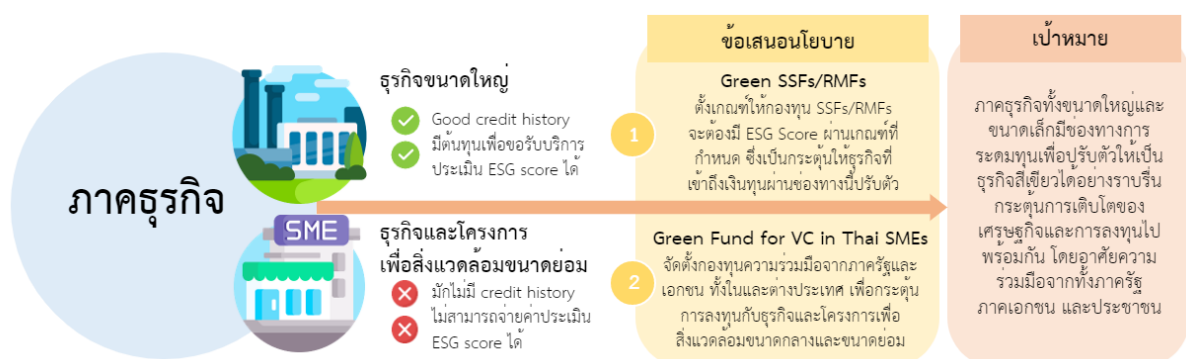 ภาคธุรกิจ
ธุรกิจขนาดใหญ่
Good credit history
มีต้นทุนเพื่อขอรับบริการ
ประเมิน ESG score ได้
SME
ธุรกิจและโครงการ
เพื่อสิ่งแวดล้อมขนาดย่อม
มักไม่มี credit history
ไม่สามารถจ่ายค่าประเมิน
ESG score ได้
ข้อเสนอนโยบาย
1
Green SSFs/RMFs
ตั้งเกณฑ์ให้กองทุน SSFs/RMFs
จะต้องมี ESG Score ผ่านเกณฑ์ที่
กำหนด ซึ่งเป็นกระตุ้นให้ธุรกิจที่
เข้าถึงเงินทุนผ่านช่องทางนี้ปรับตัว
2
Green Fund for VC in Thai SMEs
จัดตั้งกองทุนความร่วมมือจากภาครัฐและ
เอกชน ทั้งในและต่างประเทศ เพื่อกระตุ้น
การลงทุนกับธุรกิจและโครงการเพื่อ
สิ่งแวดล้อมขนาดกลางและขนาดย่อม
เป้าหมาย
ภาคธุรกิจทั้งขนาดใหญ่และ
ขนาดเล็กมีช่องทางการ
ระดมทุนเพื่อปรับตัวให้เป็น
ธุรกิจสีเขียวได้อย่างราบรื่น
กระตุ้นการเติบโตของ
เศรษฐกิจและการลงทุนไป
พร้อมกัน โดยอาศัยความ
ร่วมมือจากทั้งภาครัฐ
ภาคเอกชน และประชาชน